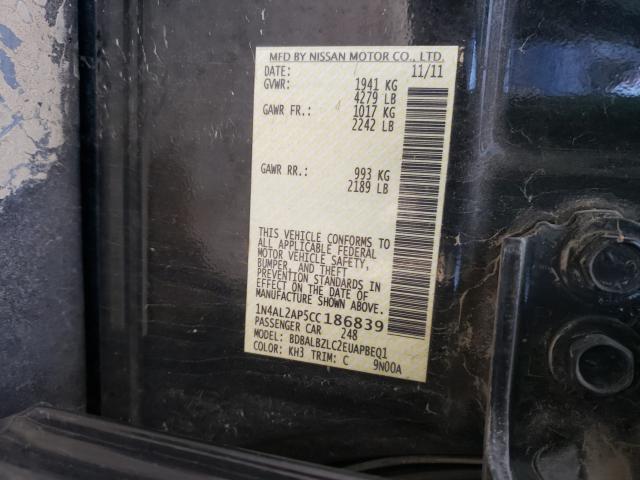 MFD BY NISSAN MOTOR CO., LTD.
DATE: 11/11
GVWR: 1941 KG
4279 LB
GAWR FR.: 1017 KG
2242 LB
GAWR RR.: 993 KG
2189 LB
THIS VEHICLE CONFORMS TO
ALL APPLICABLE FEDERAL
MOTOR VEHICLE SAFETY,
BUMPER, AND THEFT
PREVENTION STANDARDS IN
EFFECT ON THE DATE OF
MANUFACTURE SHOWN ABOVE.
1N4AL2AP5CC186839
PASSENGER CAR 248
MODEL: BDBALBZLC2EUAPBEQ1
COLOR: KH3 TRIM: C 9N00A